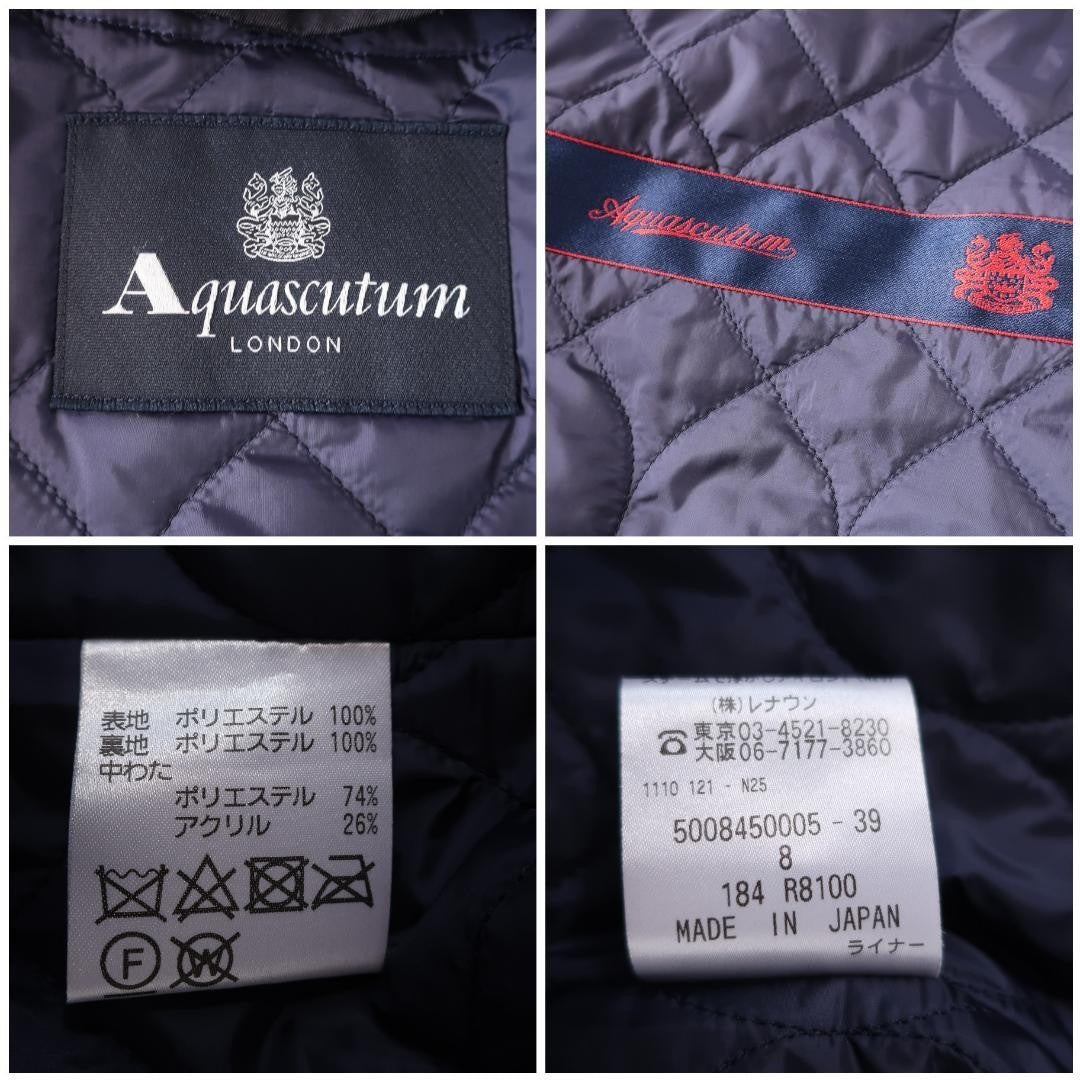 Aquascutum
LONDON
Aquascutum
表地 ポリエステル 100%
裏地 ポリエステル 100%
中わた
ポリエステル 74%
アクリル 26%
F
W
(株)レナウン
東京03-4521-8230
大阪06-7177-3860
1110 121 - N25
5008450005 - 39
8
184 R8100
MADE IN JAPAN
ライナー